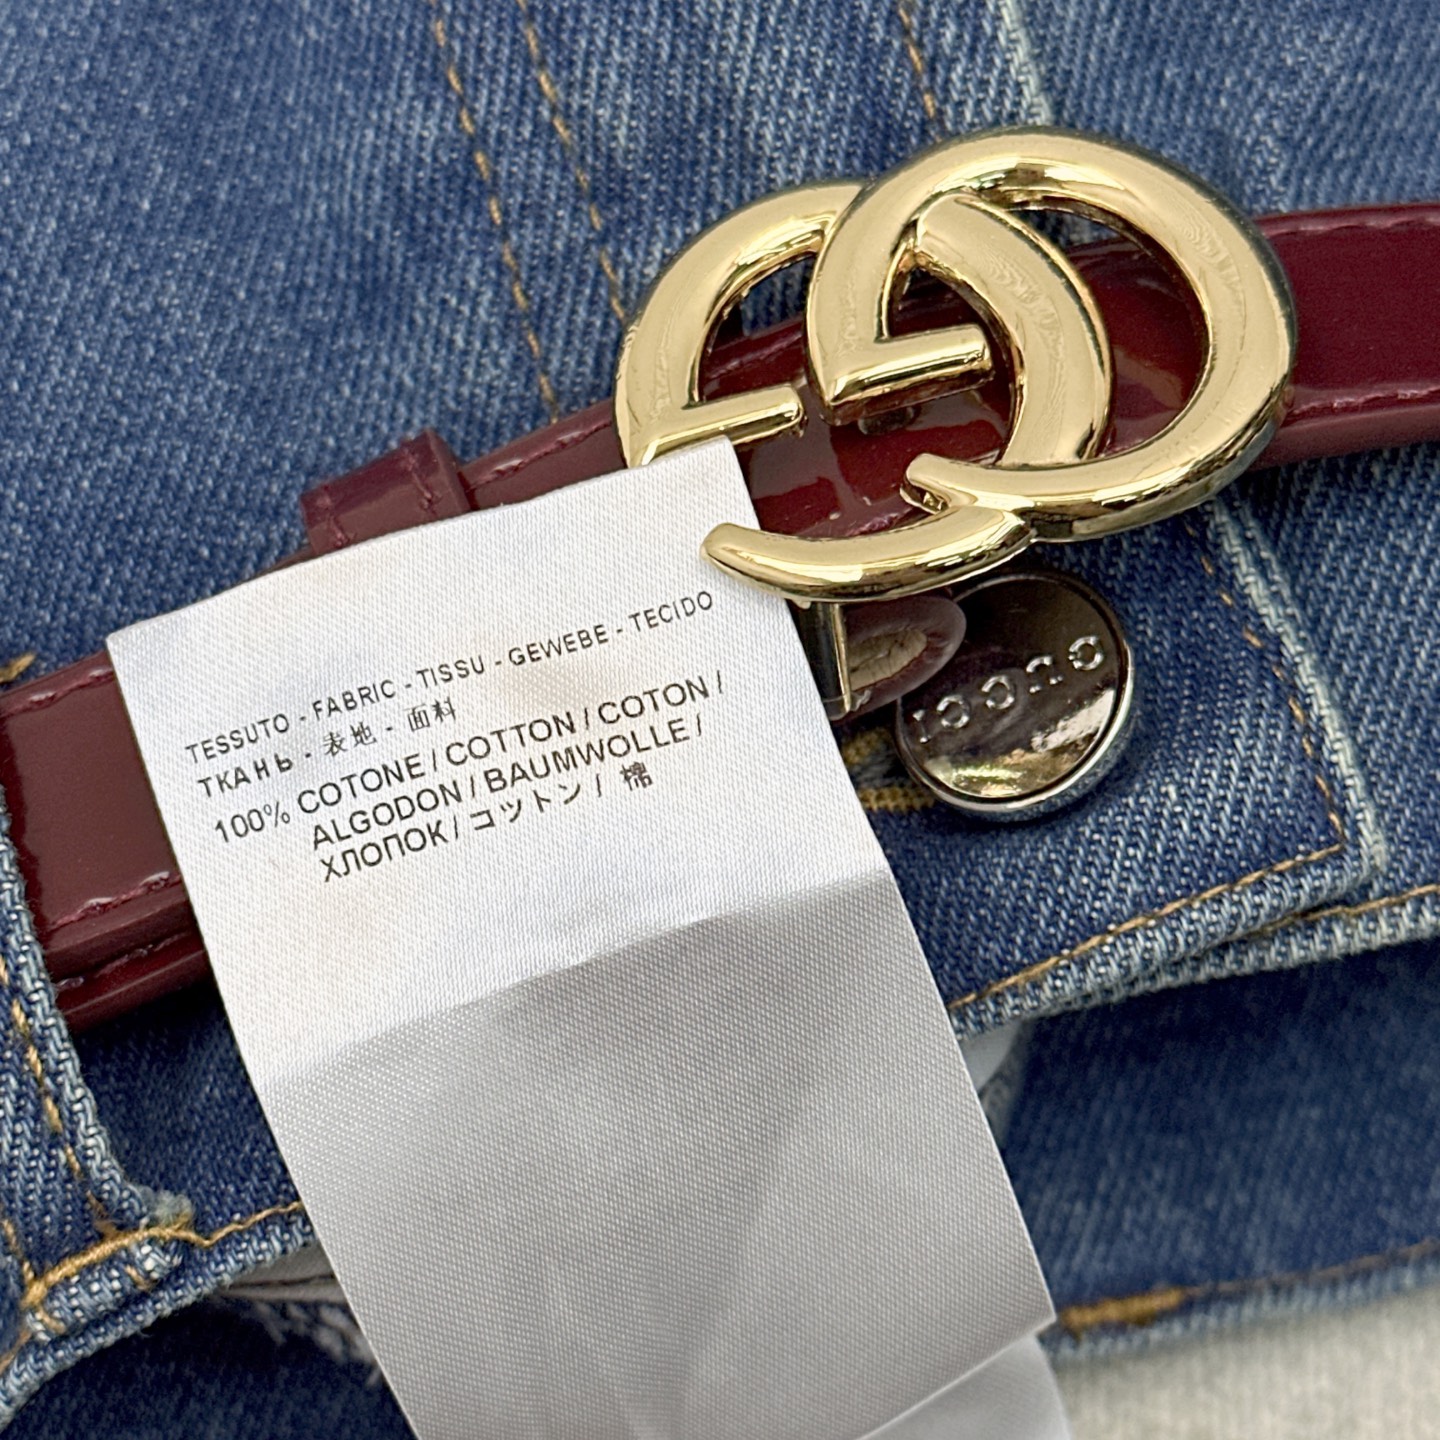 TESSUTO - FABRIC - TISSU - GEWEBE - TECIDO
ТКАНЬ - 表地 - 面料
100% COTONE / COTTON / COTON /
ALGODON / BAUMWOLLE /
ХЛОПОК / コットン / 棉
GUCCI